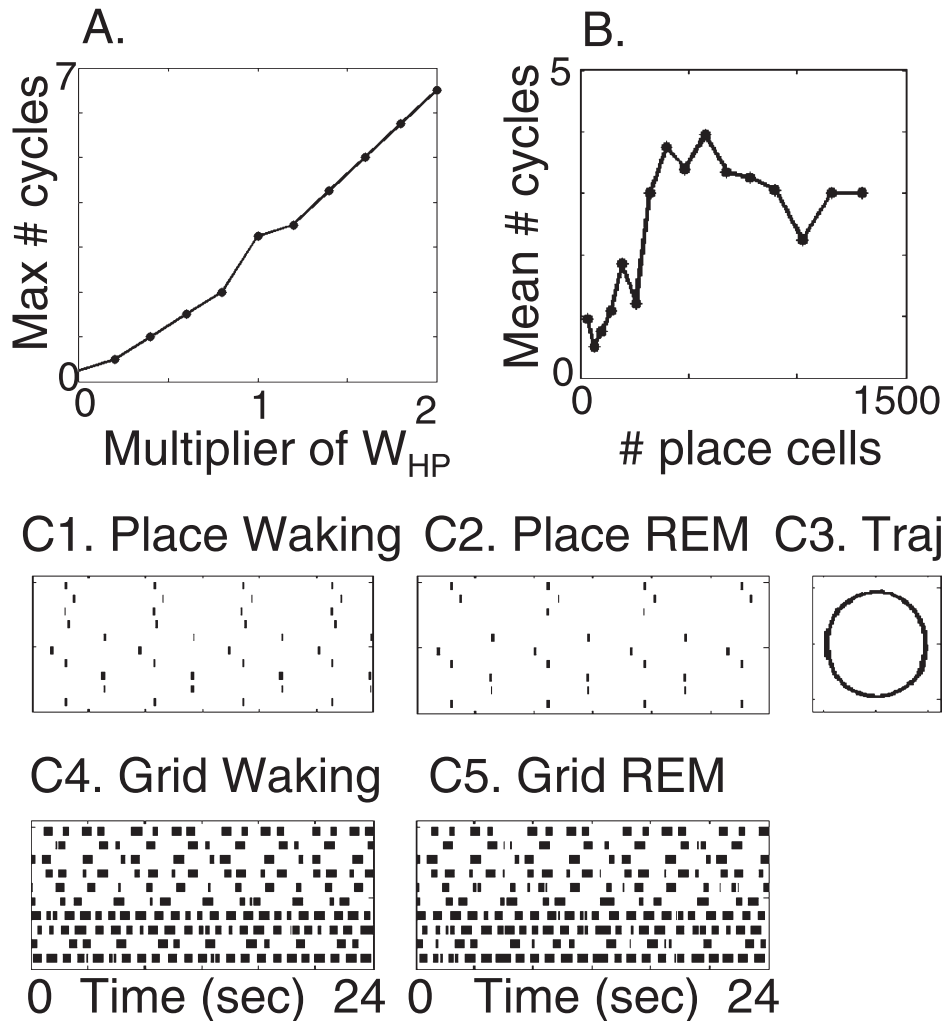 A.
7
Max # cycles
0
0 1 2
Multiplier of WHP
B.
5
Mean # cycles
0
0 1500
# place cells
C1. Place Waking
C2. Place REM
C3. Traj
C4. Grid Waking
C5. Grid REM
0 Time (sec) 24
0 Time (sec) 24